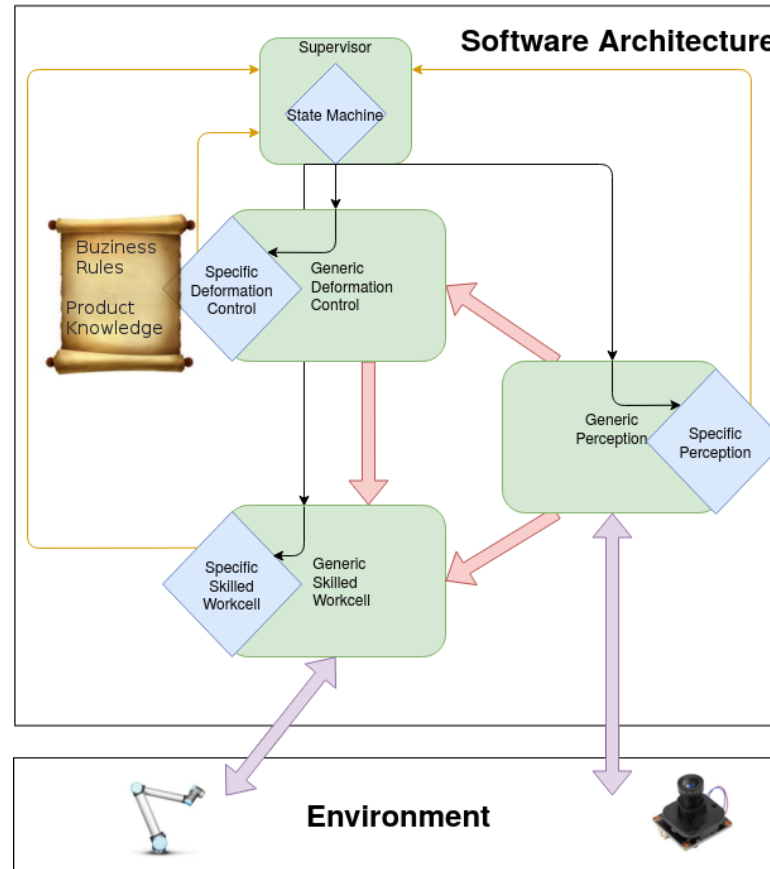 Software Architecture
Supervisor
State Machine
Buziness
Rules
Product
Knowledge
Specific
Deformation
Control
Generic
Deformation
Control
Generic
Perception
Specific
Perception
Specific
Skilled
Workcell
Generic
Skilled
Workcell
Environment